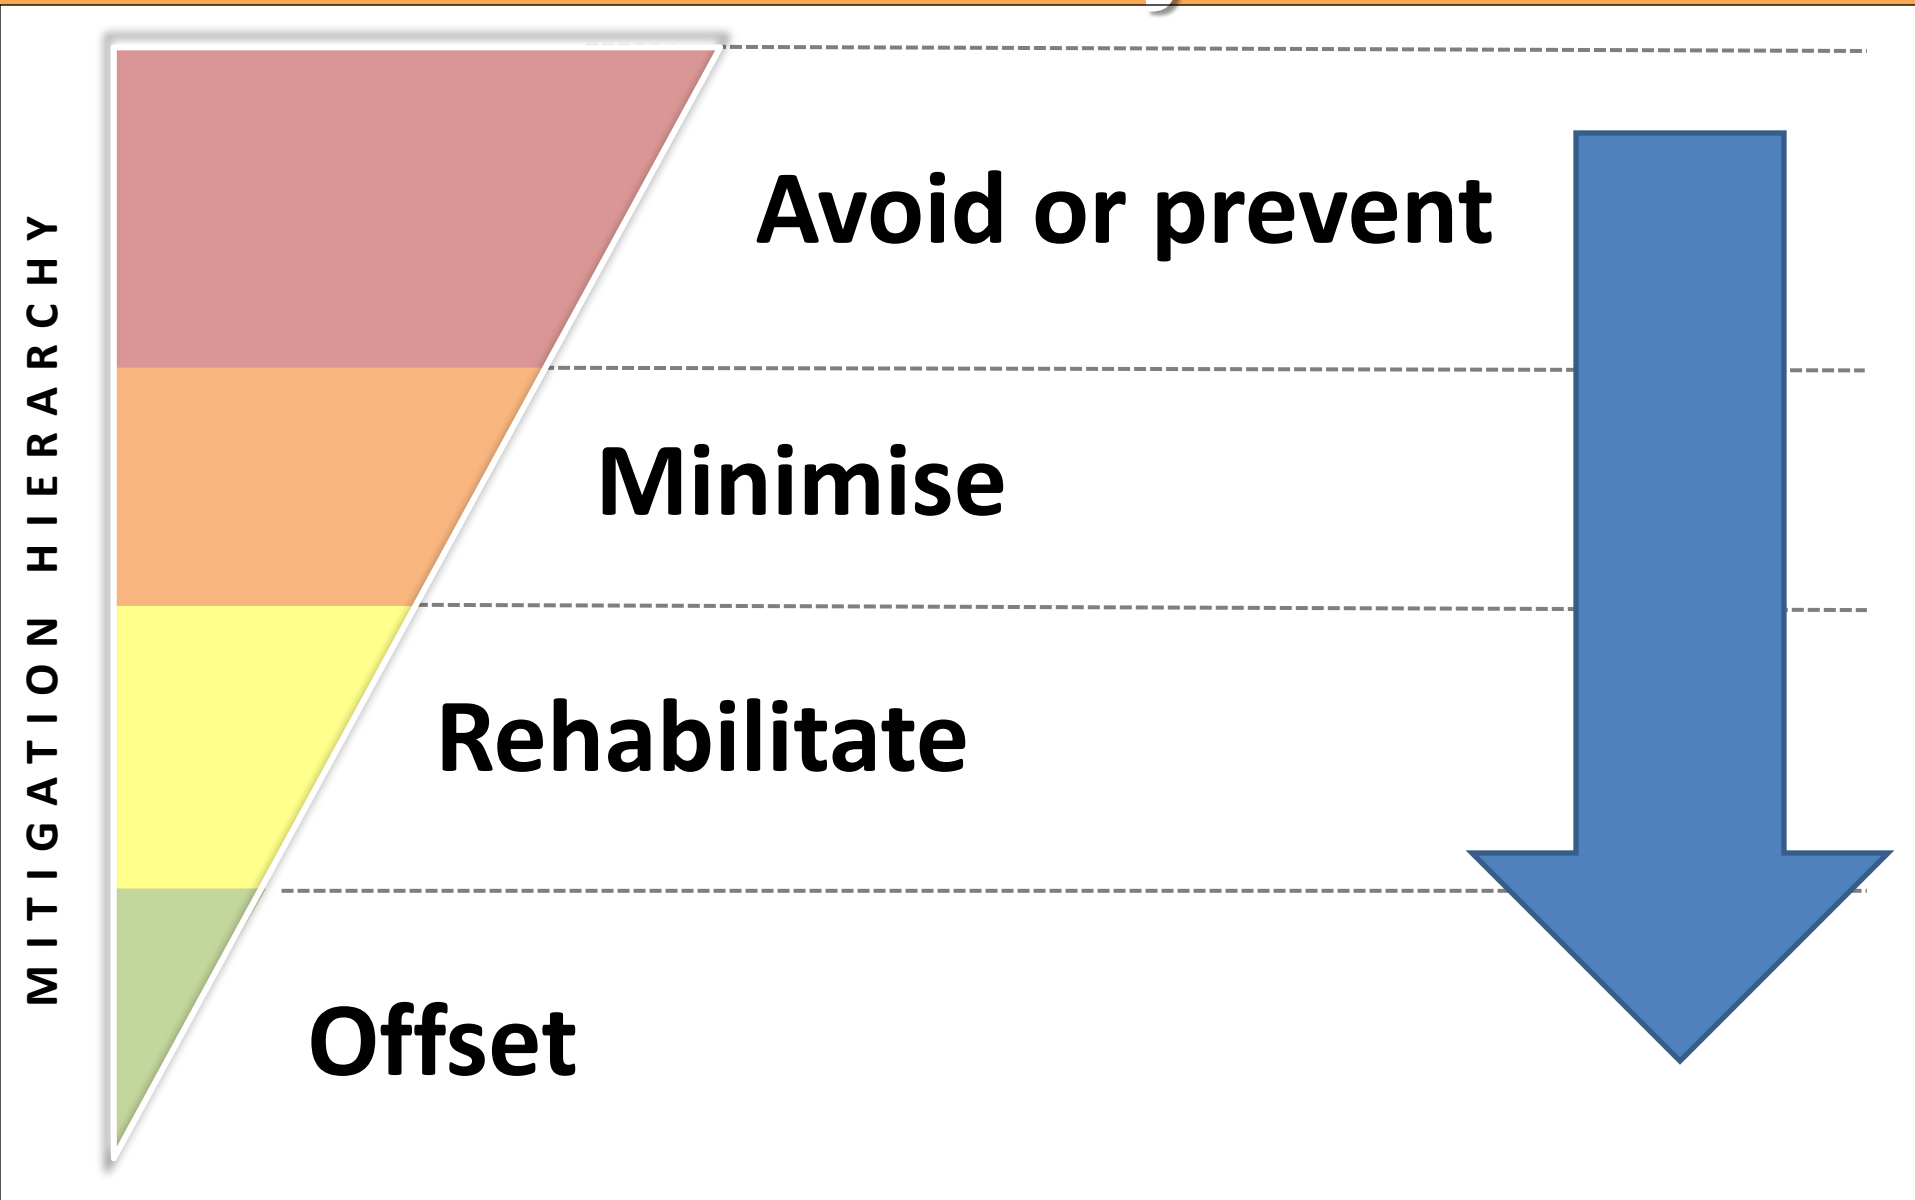 MITIGATION HIERARCHY
Avoid or prevent
Minimise
Rehabilitate
Offset